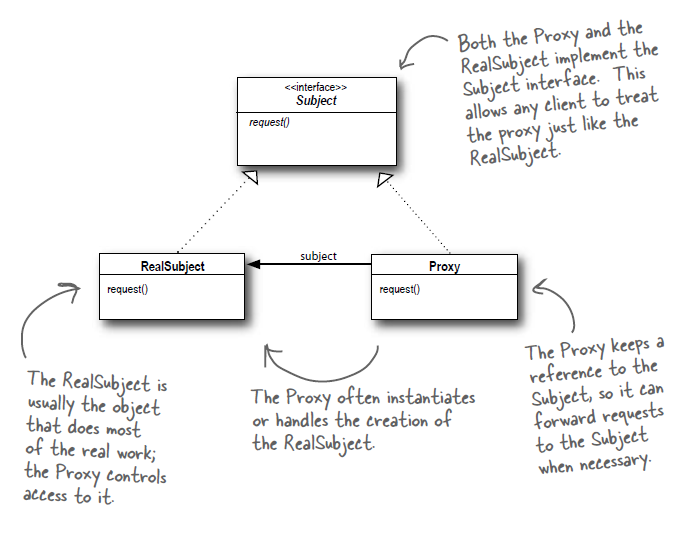 Both the Proxy and the
RealSubject implement the
Subject interface. This
allows any client to treat
the proxy just like the
RealSubject.
<<interface>>
Subject
request()
subject
RealSubject
request()
Proxy
request()
The RealSubject is
usually the object
that does most
of the real work;
the Proxy controls
access to it.
The Proxy often instantiates
or handles the creation of
the RealSubject.
The Proxy keeps a
reference to the
Subject, so it can
forward requests
to the Subject
when necessary.